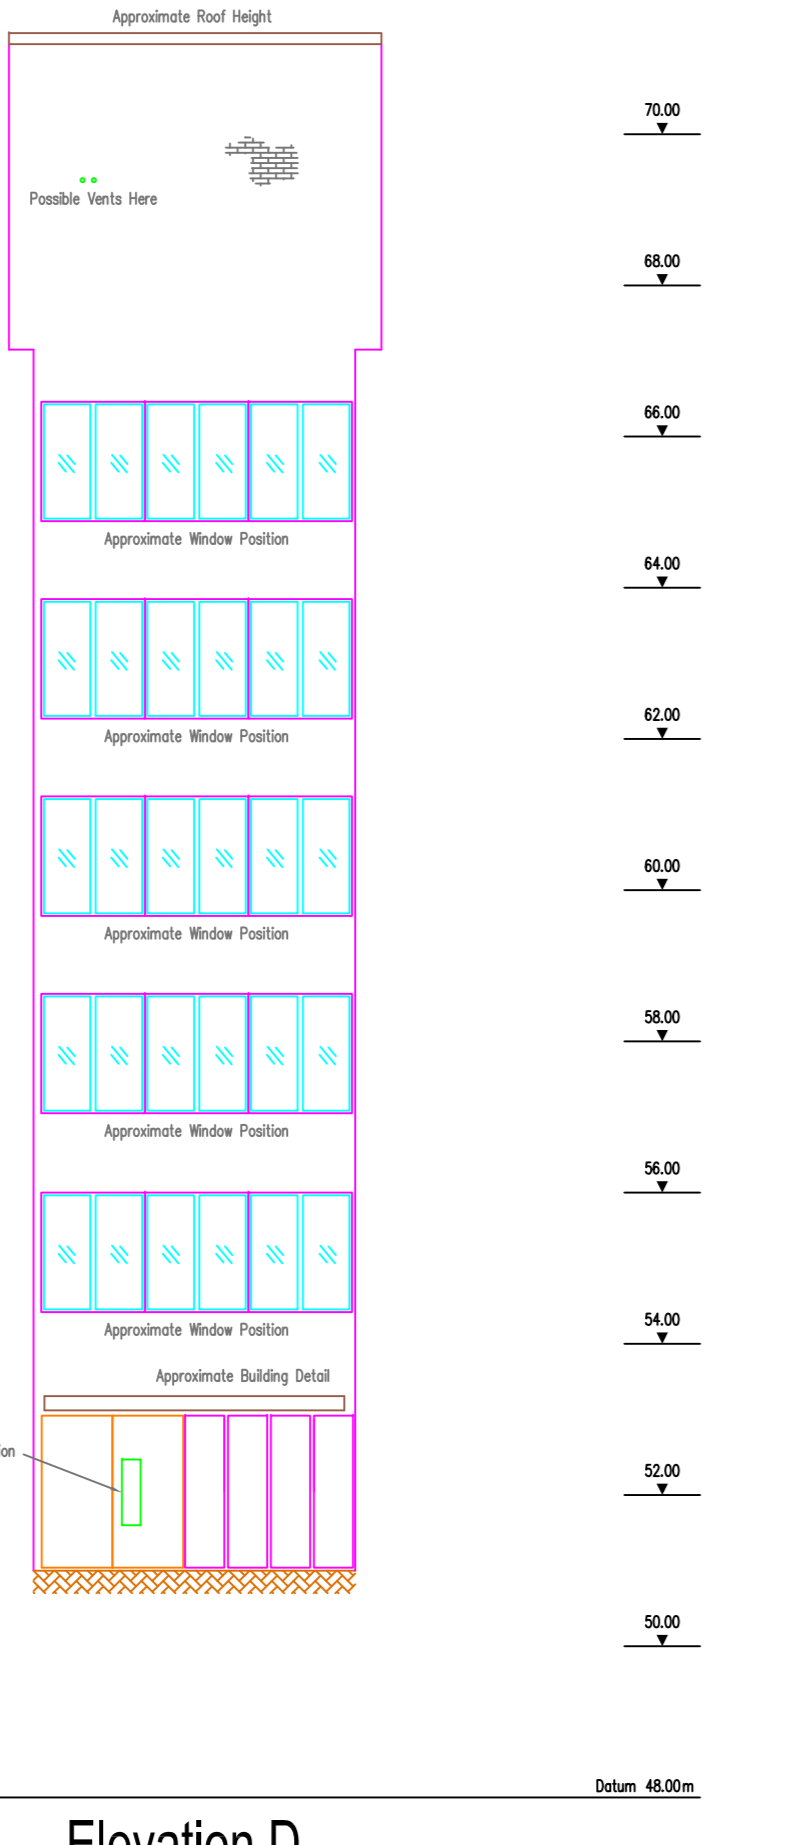 Approximate Roof Height
70.00
Possible Vents Here
68.00
66.00
Approximate Window Position
64.00
62.00
Approximate Window Position
60.00
Approximate Window Position
58.00
Approximate Window Position
56.00
54.00
Approximate Window Position
Approximate Building Detail
52.00
50.00
Datum 48.00m
Elevation D